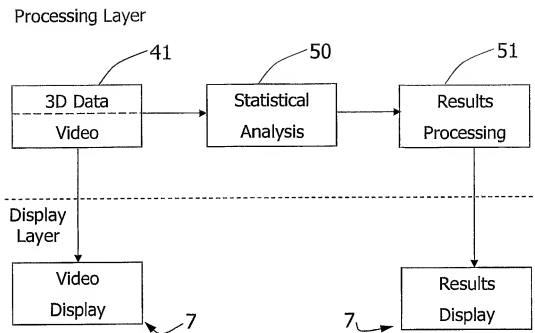 Processing Layer
41
50
51
3D Data
Video
Statistical
Analysis
Results
Processing
Display
Layer
Video
Display
7
7
Results
Display